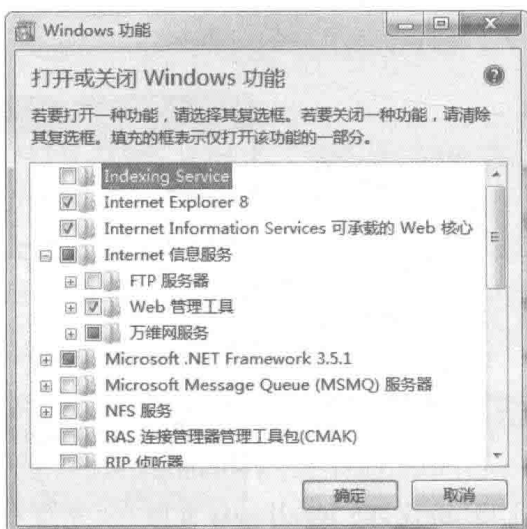 Windows 功能
打开或关闭 Windows 功能
若要打开一种功能，请选择其复选框。若要关闭一种功能，请清除
其复选框。填充的框表示仅打开该功能的一部分。
Indexing Service
Internet Explorer 8
Internet Information Services 可承载的 Web 核心
Internet 信息服务
FTP 服务器
Web 管理工具
万维网服务
Microsoft .NET Framework 3.5.1
Microsoft Message Queue (MSMQ) 服务器
NFS 服务
RAS 连接管理器管理工具包(CMAK)
RIP 侦听器
确定
取消